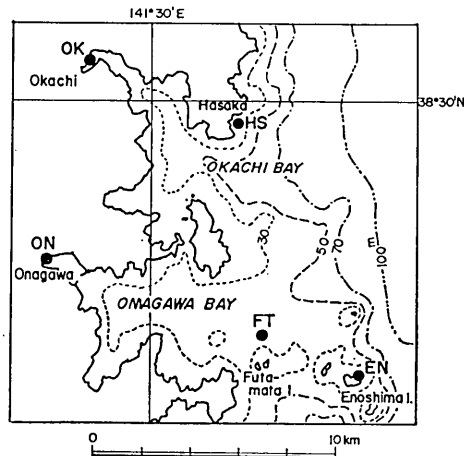 141°30'E
OK
Okachi
Hasaka
38°30'N
HS
OKACHI BAY
ON
Onagawa
30
50
70
E
100
ONAGAWA BAY
FT
Futa-
mata I.
EN
Enoshima I.
0
10 km